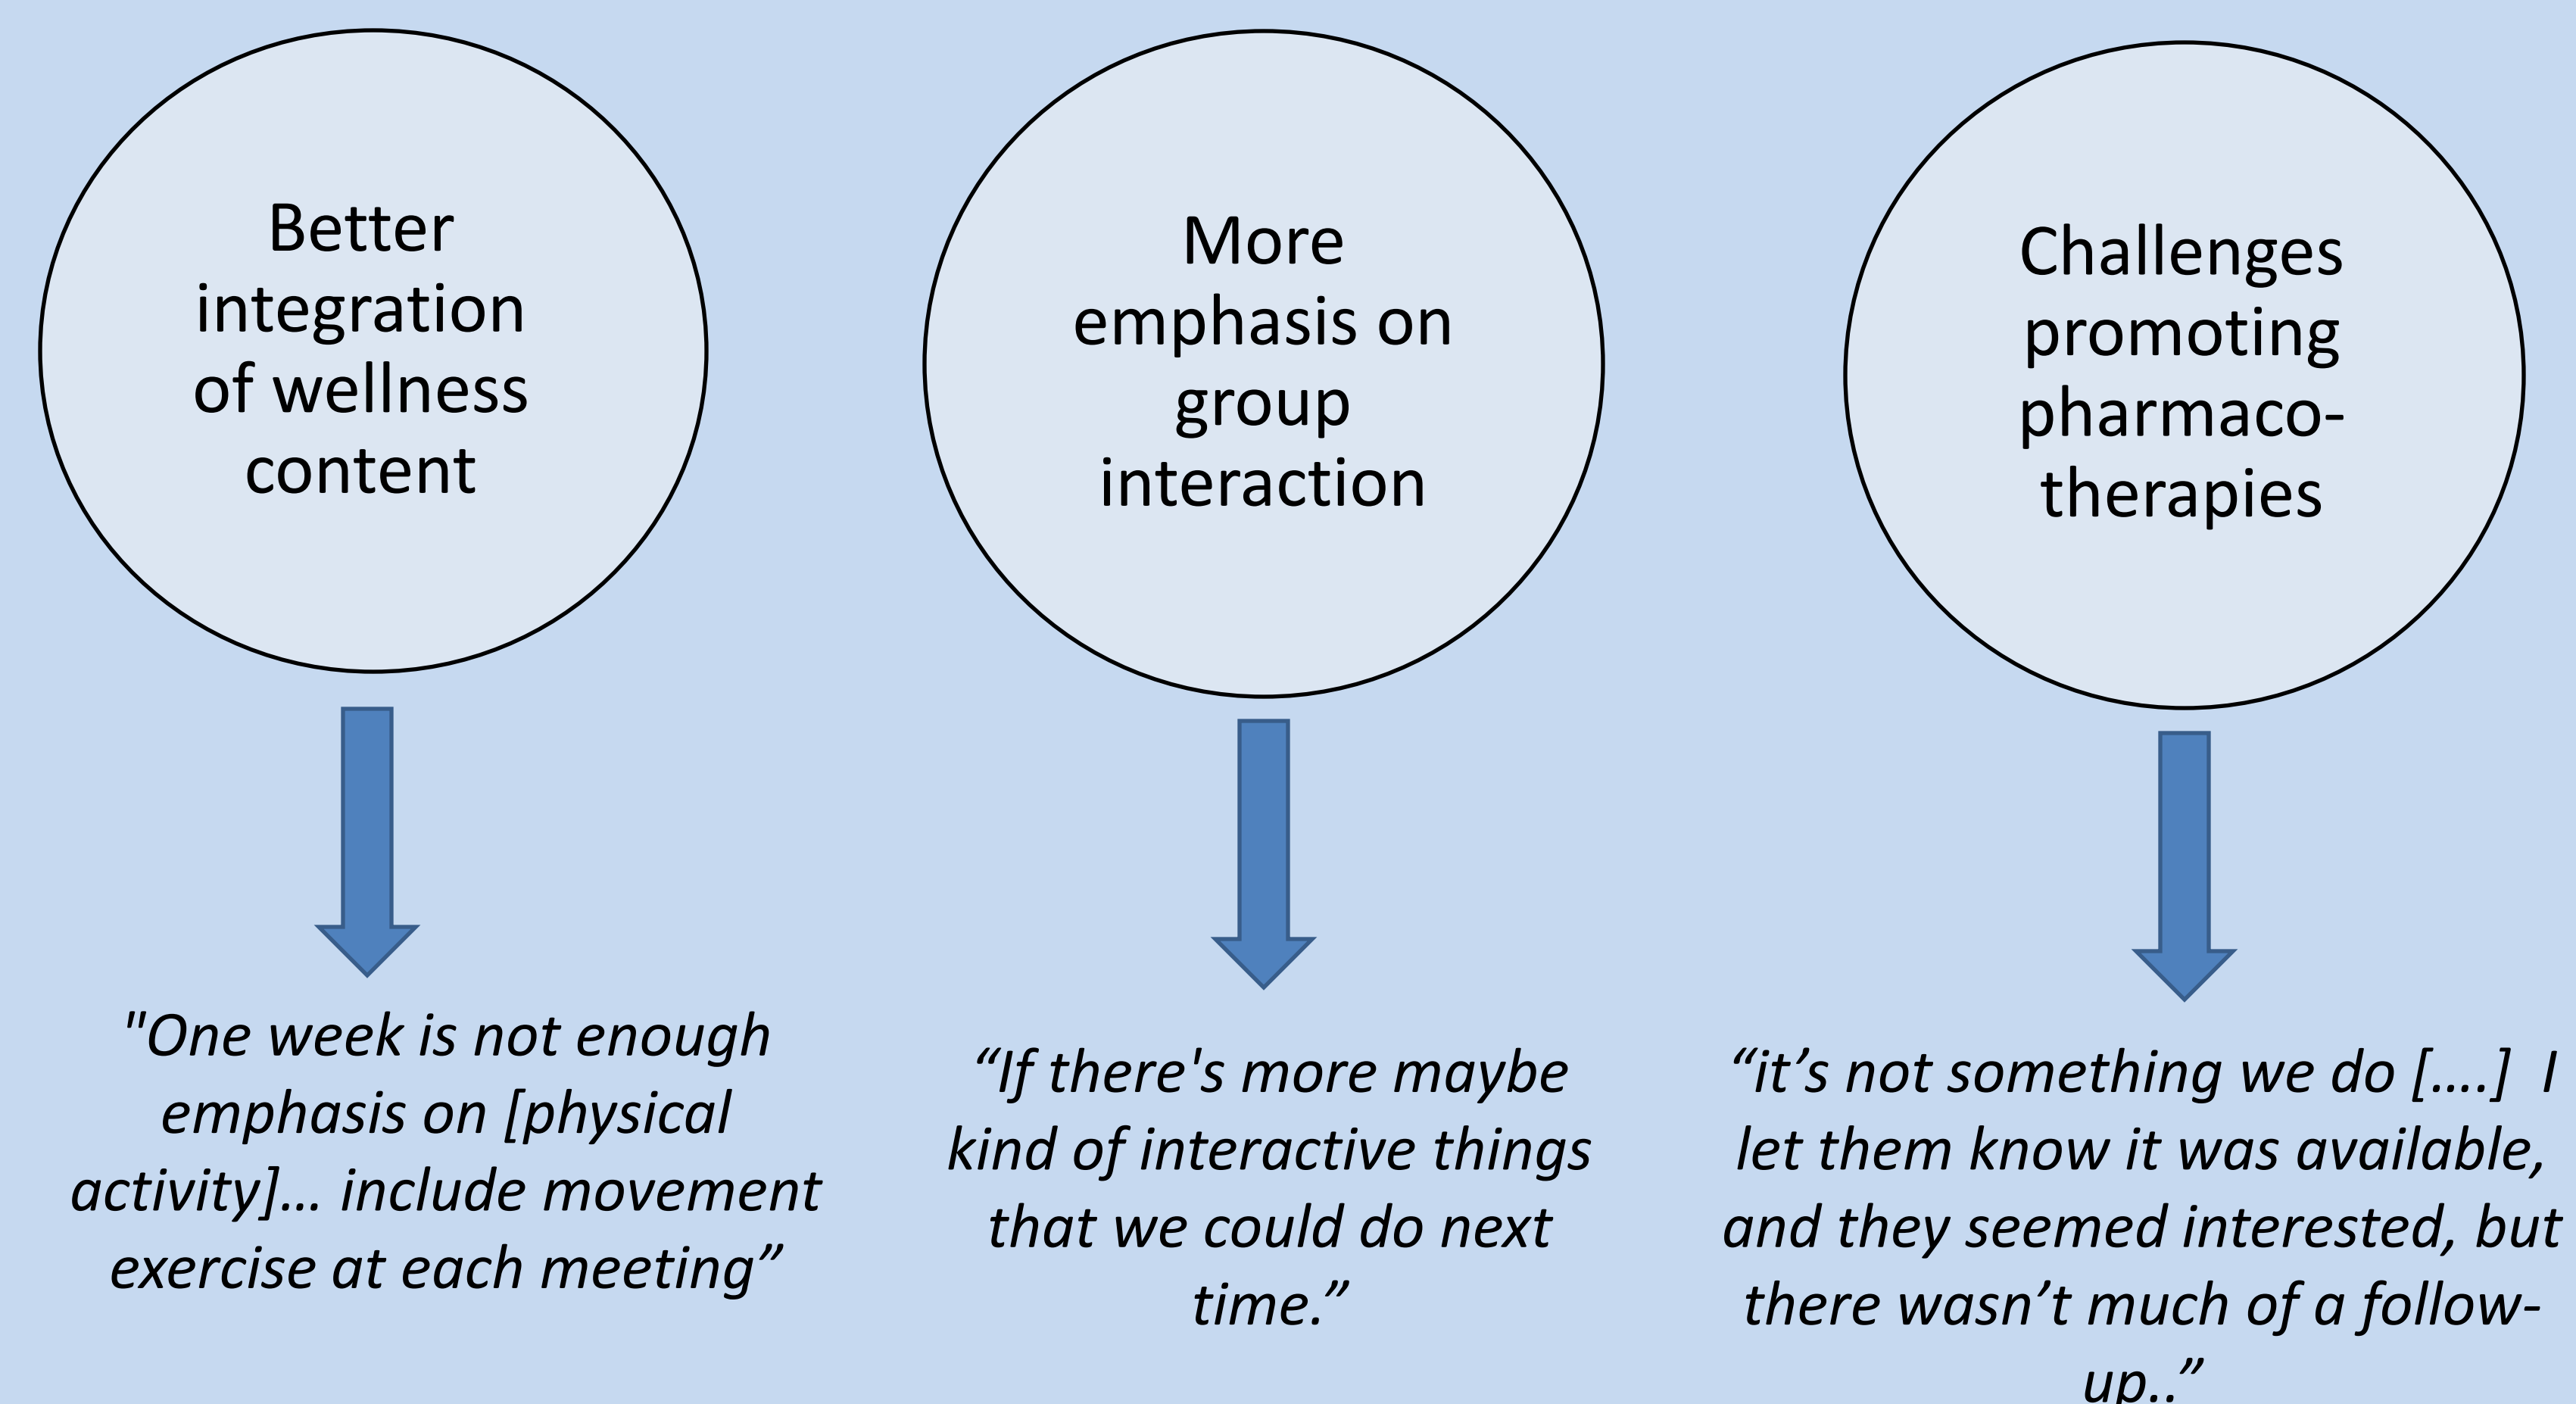 Better
integration
of wellness
content
More
emphasis on
group
interaction
Challenges
promoting
pharmaco-
therapies
"One week is not enough
emphasis on [physical
activity]… include movement
exercise at each meeting”
“If there's more maybe
kind of interactive things
that we could do next
time.”
“it’s not something we do [….]  I
let them know it was available,
and they seemed interested, but
there wasn’t much of a follow-
up..”